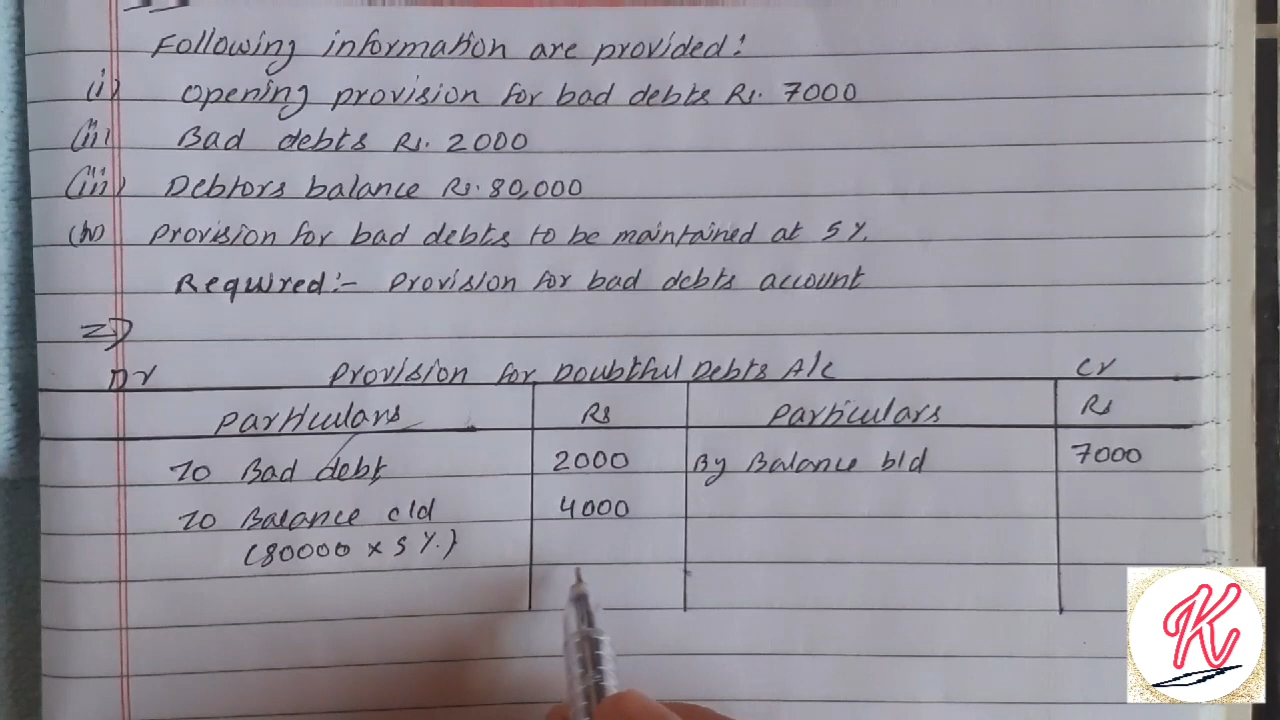 Following information are provided:
(i) Opening provision for bad debts Rs. 7000
(ii) Bad debts Rs. 2000
(iii) Debtors balance Rs. 80,000
(iv) Provision for bad debts to be maintained at 5%.
Required:- Provision for bad debts account
=>
Dr Provision for Doubtful Debts A/c Cr
Particulars Rs Particulars Rs
To Bad debt 2000 By Balance b/d 7000
To Balance c/d 4000
(80000 x 5%.)
K